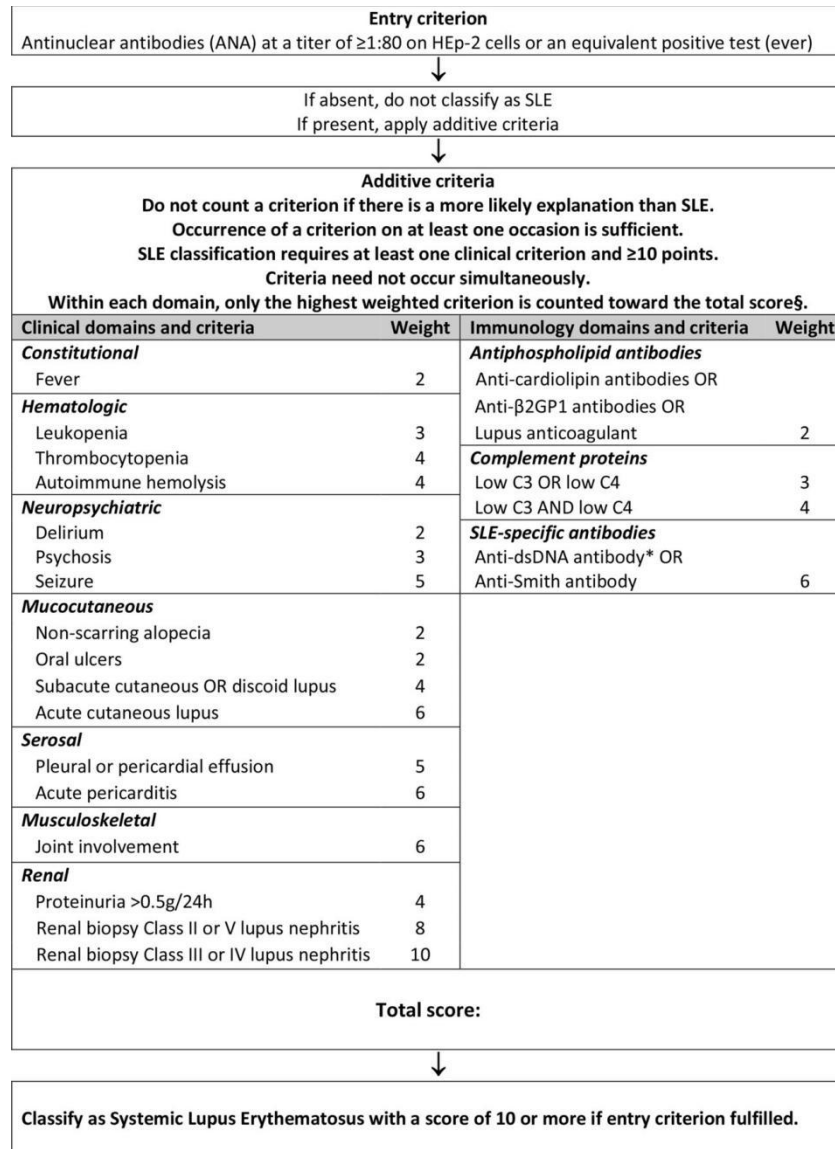 Entry criterion
Antinuclear antibodies (ANA) at a titer of ≥1:80 on HEp-2 cells or an equivalent positive test (ever)
↓
If absent, do not classify as SLE
If present, apply additive criteria
↓
Additive criteria
Do not count a criterion if there is a more likely explanation than SLE.
Occurrence of a criterion on at least one occasion is sufficient.
SLE classification requires at least one clinical criterion and ≥10 points.
Criteria need not occur simultaneously.
Within each domain, only the highest weighted criterion is counted toward the total score§.
Clinical domains and criteria Weight Immunology domains and criteria Weight
Constitutional Antiphospholipid antibodies
Fever 2 Anti-cardiolipin antibodies OR
Hematologic Anti-β2GP1 antibodies OR
Leukopenia 3 Lupus anticoagulant 2
Thrombocytopenia 4 Complement proteins
Autoimmune hemolysis 4 Low C3 OR low C4 3
Neuropsychiatric Low C3 AND low C4 4
Delirium 2 SLE-specific antibodies
Psychosis 3 Anti-dsDNA antibody* OR
Seizure 5 Anti-Smith antibody 6
Mucocutaneous
Non-scarring alopecia 2
Oral ulcers 2
Subacute cutaneous OR discoid lupus 4
Acute cutaneous lupus 6
Serosal
Pleural or pericardial effusion 5
Acute pericarditis 6
Musculoskeletal
Joint involvement 6
Renal
Proteinuria >0.5g/24h 4
Renal biopsy Class II or V lupus nephritis 8
Renal biopsy Class III or IV lupus nephritis 10
Total score:
↓
Classify as Systemic Lupus Erythematosus with a score of 10 or more if entry criterion fulfilled.